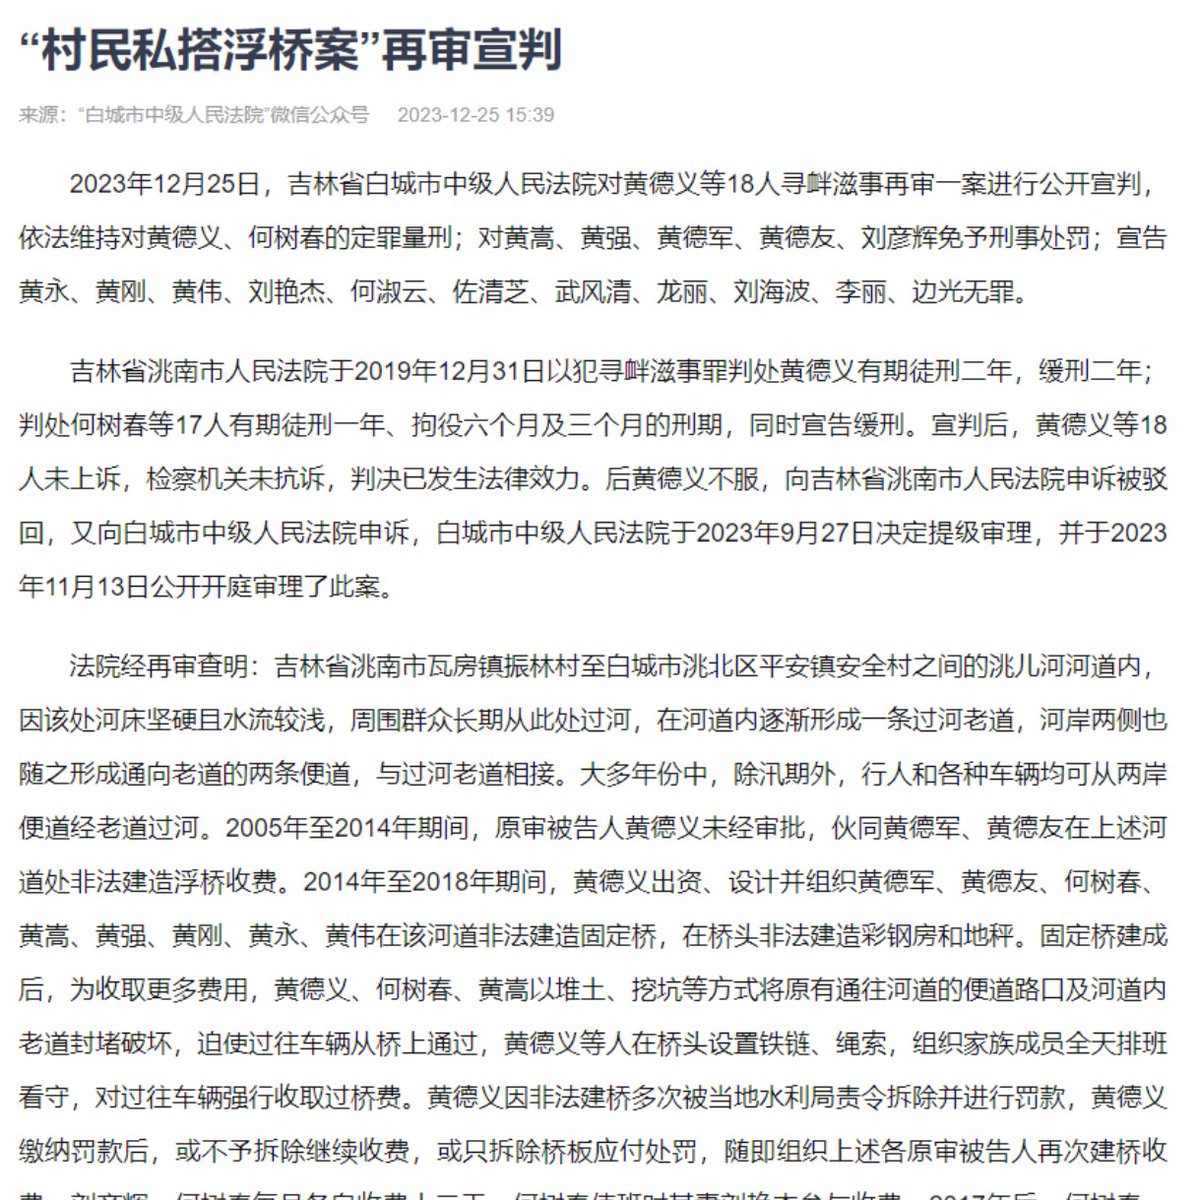 “村民私搭浮桥案”再审宣判
来源：“白城市中级人民法院”微信公众号 2023-12-25 15:39
2023年12月25日，吉林省白城市中级人民法院对黄德义等18人寻衅滋事再审一案进行公开宣判，
依法维持对黄德义、何树春的定罪量刑；对黄嵩、黄强、黄德军、黄德友、刘彦辉免予刑事处罚；宣告
黄永、黄刚、黄伟、刘艳杰、何淑云、佐清芝、武风清、龙丽、刘海波、李丽、边光无罪。
吉林省洮南市人民法院于2019年12月31日以犯寻衅滋事罪判处黄德义有期徒刑二年，缓刑二年；
判处何树春等17人有期徒刑一年、拘役六个月及三个月的刑期，同时宣告缓刑。宣判后，黄德义等18
人未上诉，检察机关未抗诉，判决已发生法律效力。后黄德义不服，向吉林省洮南市人民法院申诉被驳
回，又向白城市中级人民法院申诉，白城市中级人民法院于2023年9月27日决定提级审理，并于2023
年11月13日公开开庭审理了此案。
法院经再审查明：吉林省洮南市瓦房镇振林村至白城市洮北区平安镇安全村之间的洮儿河河道内，
因该处河床坚硬且水流较浅，周围群众长期从此处过河，在河道内逐渐形成一条过河老道，河岸两侧也
随之形成通向老道的两条便道，与过河老道相接。大多年份中，除汛期外，行人和各种车辆均可从两岸
便道经老道过河。2005年至2014年期间，原审被告人黄德义未经审批，伙同黄德军、黄德友在上述河
道处非法建造浮桥收费。2014年至2018年期间，黄德义出资、设计并组织黄德军、黄德友、何树春、
黄嵩、黄强、黄刚、黄永、黄伟在该河道非法建造固定桥，在桥头非法建造彩钢房和地秤。固定桥建成
后，为收取更多费用，黄德义、何树春、黄嵩以堆土、挖坑等方式将原有通往河道的便道路口及河道内
老道封堵破坏，迫使过往车辆从桥上通过，黄德义等人在桥头设置铁链、绳索，组织家族成员全天排班
看守，对过往车辆强行收取过桥费。黄德义因非法建桥多次被当地水利局责令拆除并进行罚款，黄德义
缴纳罚款后，或不予拆除继续收费，或只拆除桥板应付处罚，随即组织上述各原审被告人再次建桥收